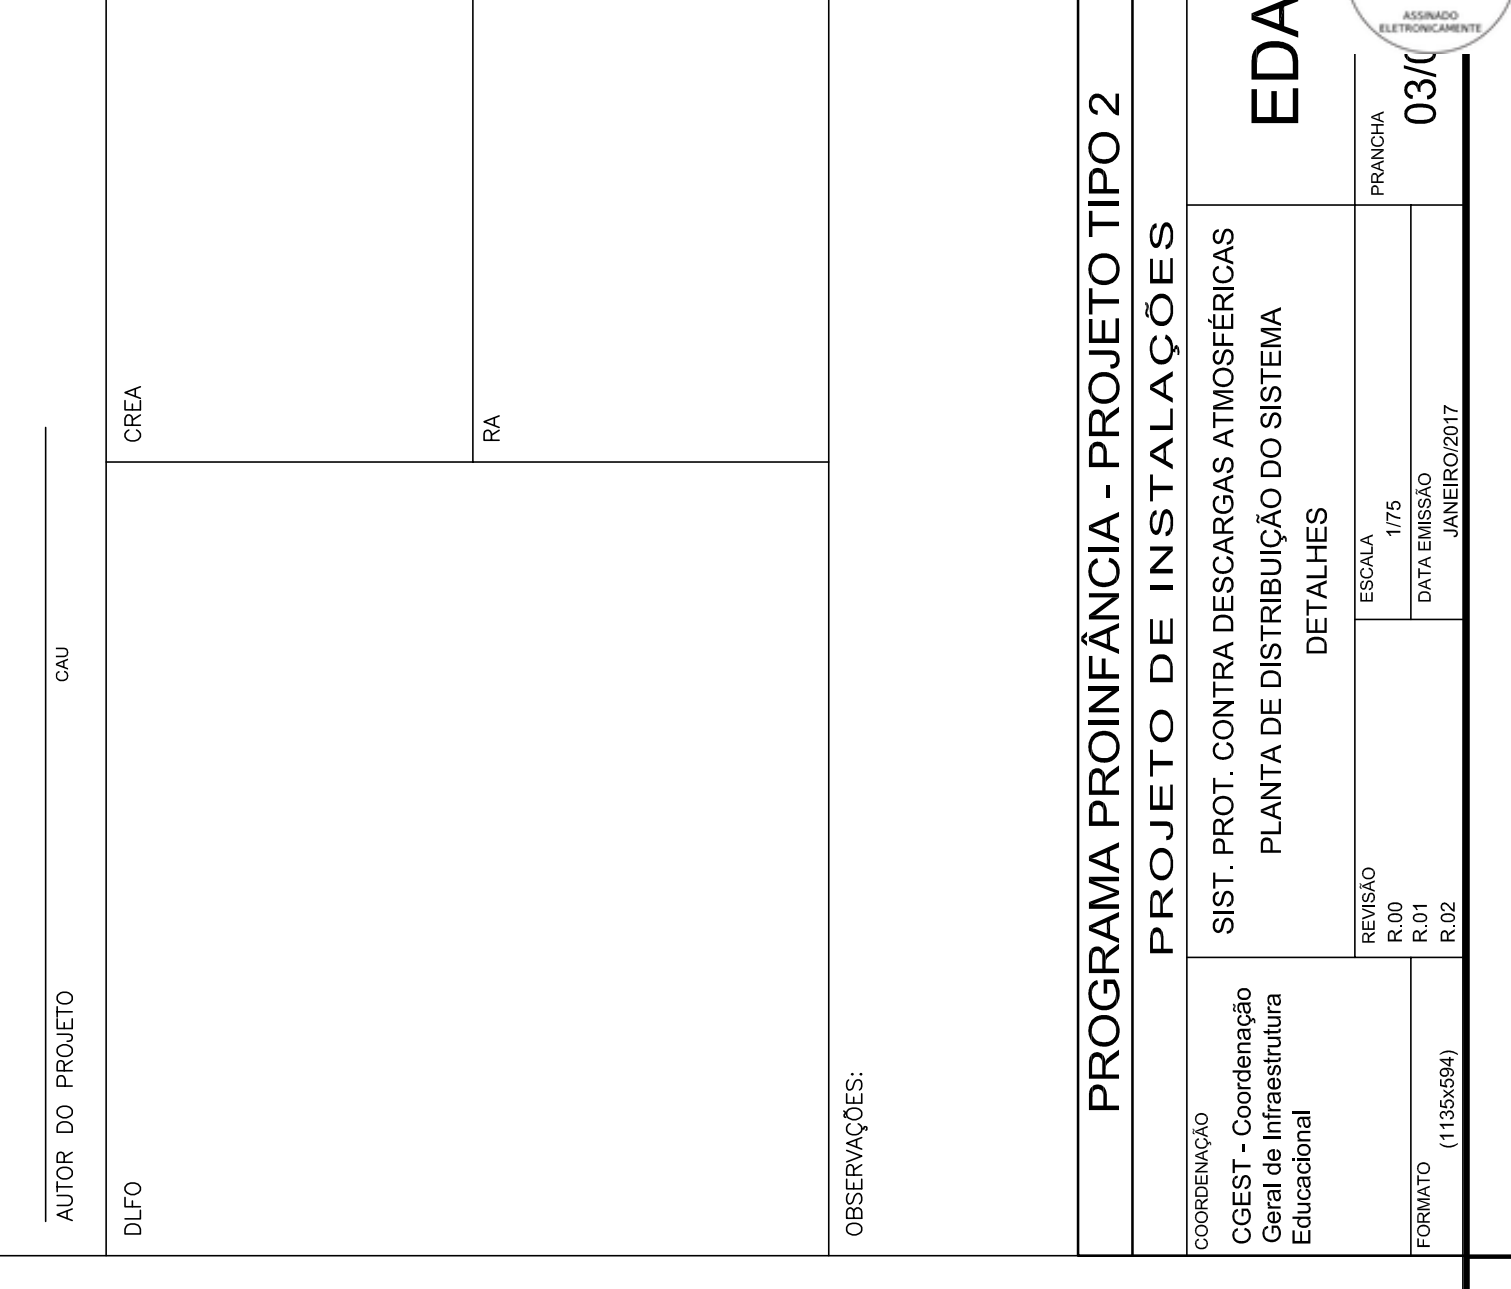 AUTOR DO PROJETO
CAU
DLFO
CREA
RA
OBSERVAÇÕES:
PROGRAMA PROINFÂNCIA - PROJETO TIPO 2
PROJETO DE INSTALAÇÕES
COORDENAÇÃO
CGEST - Coordenação
Geral de Infraestrutura
Educacional
SIST. PROT. CONTRA DESCARGAS ATMOSFÉRICAS
PLANTA DE DISTRIBUIÇÃO DO SISTEMA
DETALHES
EDA
FORMATO
(1135x594)
REVISÃO
R.00
R.01
R.02
ESCALA
1/75
DATA EMISSÃO
JANEIRO/2017
PRANCHA
03/
ASSINADO
ELETRONICAMENTE